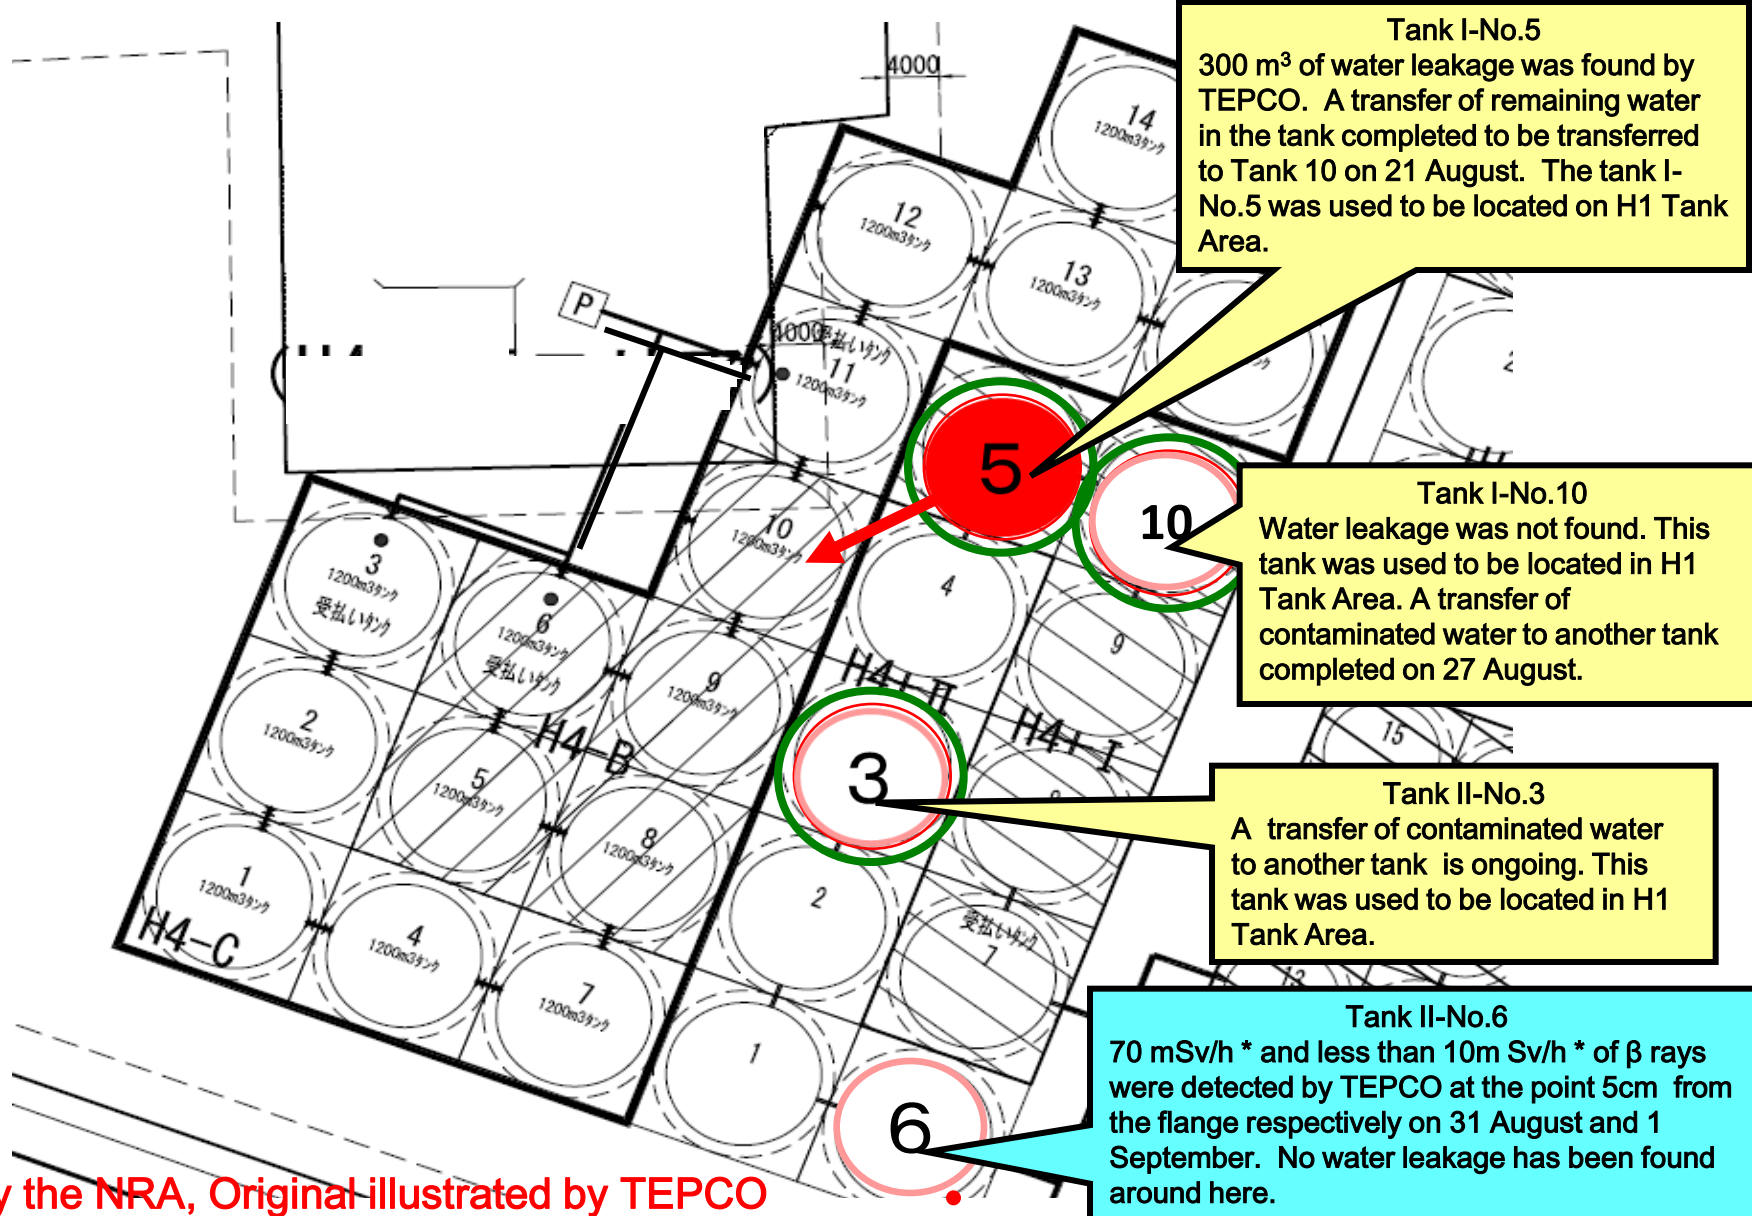 Tank I-No.5
300 m³ of water leakage was found by
TEPCO. A transfer of remaining water
in the tank completed to be transferred
to Tank 10 on 21 August. The tank I-
No.5 was used to be located on H1 Tank
Area.
4000
14
1200m3タンク
12
1200m3タンク
13
1200m3タンク
P
4000
受払いタンク
11
1200m3タンク
5
10
Tank I-No.10
Water leakage was not found. This
tank was used to be located in H1
Tank Area. A transfer of
contaminated water to another tank
completed on 27 August.
10
1200m3タンク
3
1200m3タンク
受払いタンク
6
1200m3タンク
受払いタンク
4
9
9
1200m3タンク
H4-II
H4-I
2
1200m3タンク
H4-B
15
5
1200m3タンク
3
8
Tank II-No.3
A transfer of contaminated water
to another tank is ongoing. This
tank was used to be located in H1
Tank Area.
8
1200m3タンク
1
1200m3タンク
2
H4-C
4
1200m3タンク
受払いタンク
7
7
1200m3タンク
1
6
Tank II-No.6
70 mSv/h * and less than 10m Sv/h * of β rays
were detected by TEPCO at the point 5cm from
the flange respectively on 31 August and 1
September. No water leakage has been found
around here.
y the NRA, Original illustrated by TEPCO